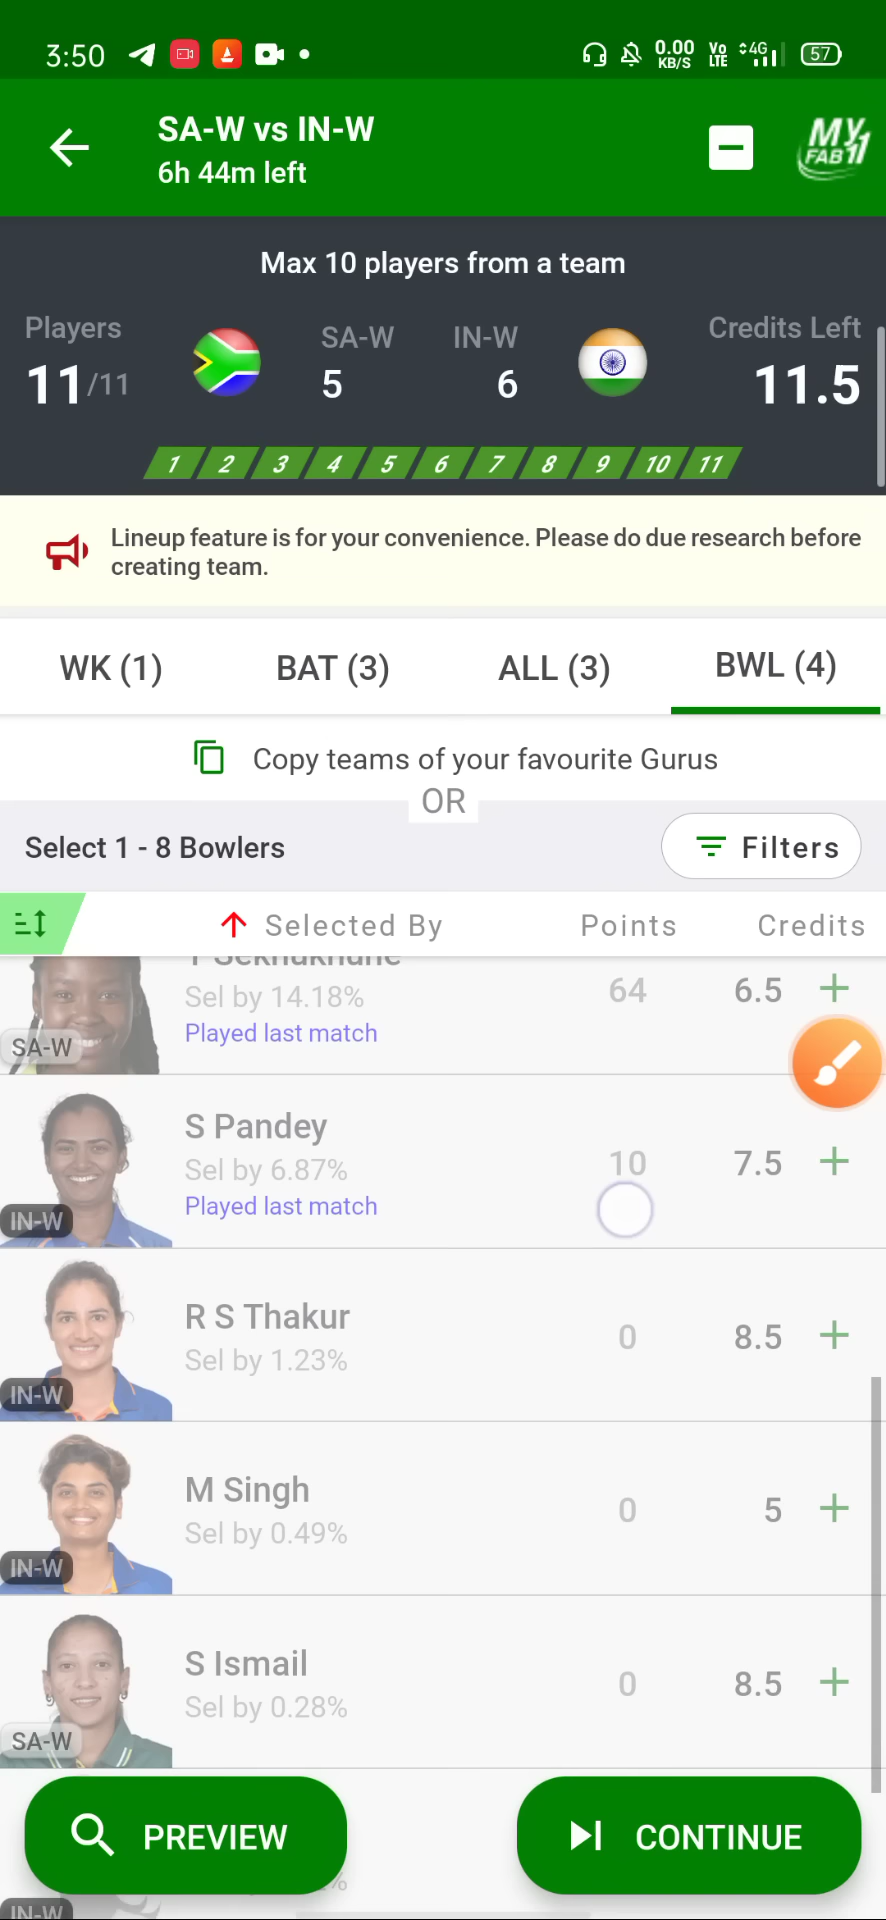 3:50
0.00 KB/S
Vo LTE
4G
57
SA-W vs IN-W
6h 44m left
MY FAB11
Max 10 players from a team
Players
SA-W
IN-W
Credits Left
11/11
5
6
11.5
1 2 3 4 5 6 7 8 9 10 11
Lineup feature is for your convenience. Please do due research before
creating team.
WK (1)
BAT (3)
ALL (3)
BWL (4)
Copy teams of your favourite Gurus
OR
Select 1 - 8 Bowlers
Filters
Selected By
Points
Credits
Sel by 14.18%
64
6.5
Played last match
SA-W
S Pandey
Sel by 6.87%
10
7.5
Played last match
IN-W
R S Thakur
Sel by 1.23%
0
8.5
IN-W
M Singh
Sel by 0.49%
0
5
IN-W
S Ismail
Sel by 0.28%
0
8.5
SA-W
PREVIEW
CONTINUE
IN-W